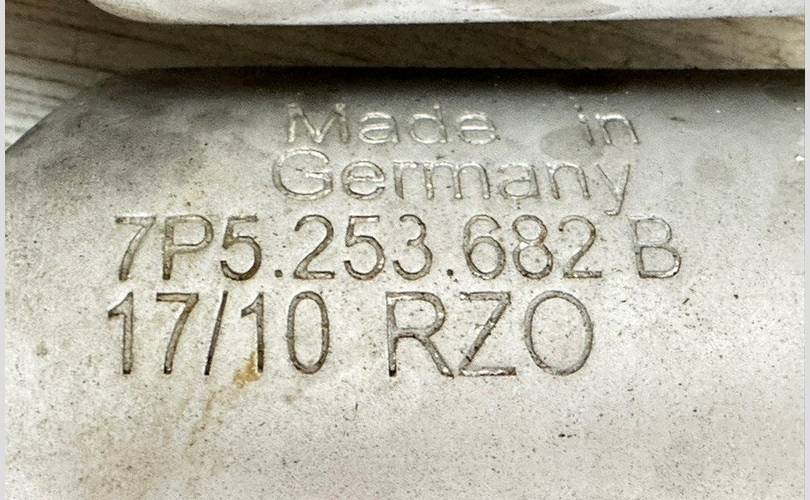 Made in
Germany
7P5.253.682 B
17/10 RZO